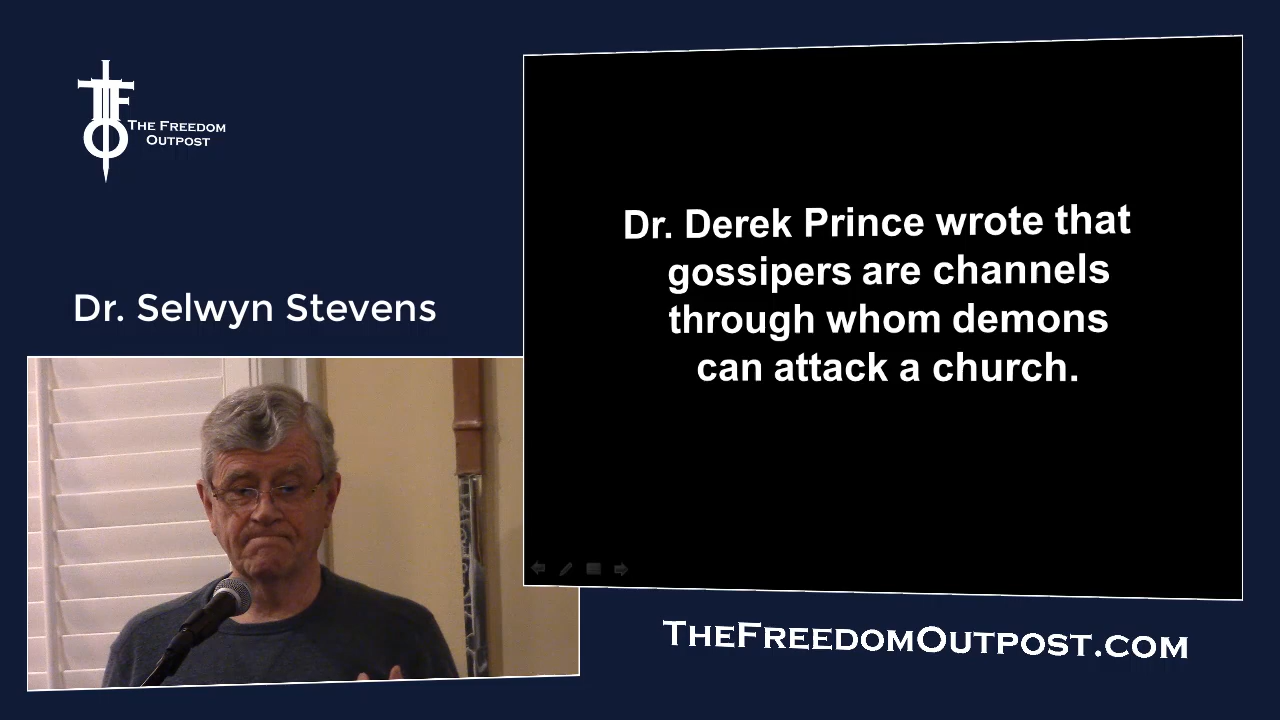 The Freedom
Outpost
Dr. Selwyn Stevens
Dr. Derek Prince wrote that
gossipers are channels
through whom demons
can attack a church.
TheFreedomOutpost.com